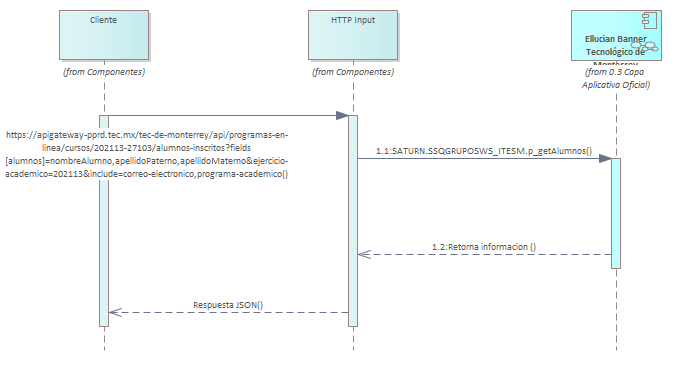 Cliente
HTTP Input
Ellucian Banner
Tecnológico de
Monterrey
(from Componentes)
(from Componentes)
(from 0.3 Capa
Aplicativa Oficial)
https://apigateway-pprd.tec.mx/tec-de-monterrey/api/programas-en-
linea/cursos/202113-27103/alumnos-inscritos?fields
[alumnos]=nombreAlumno,apellidoPaterno,apellidoMaterno&ejercicio-
academico=202113&include=correo-electronico,programa-academico()
1.1:SATURN.SSQGRUPOSWS_ITESM.p_getAlumnos()
1.2:Retorna informacion ()
Respuesta JSON()